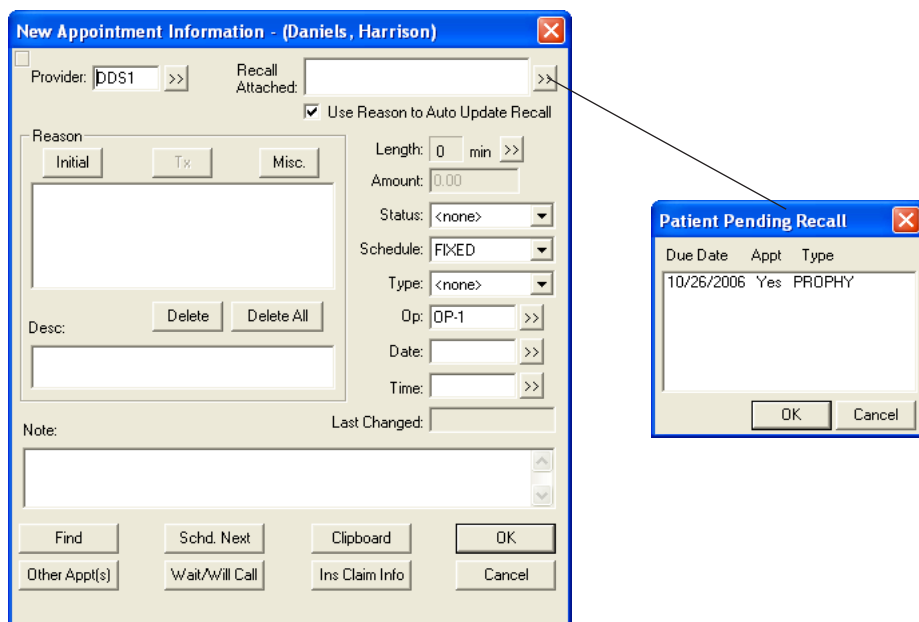 New Appointment Information - (Daniels, Harrison)
Provider: DDS1 >>
Recall Attached: >>
Use Reason to Auto Update Recall
Reason
Initial Tx Misc.
Length: 0 min >>
Amount: 0.00
Status: <none>
Schedule: FIXED
Type: <none>
Op: OP-1 >>
Date: >>
Time: >>
Last Changed:
Delete Delete All
Desc:
Note:
Find Schd. Next Clipboard OK
Other Appt(s) Wait/Will Call Ins Claim Info Cancel
Patient Pending Recall
Due Date Appt Type
10/26/2006 Yes PROPHY
OK Cancel